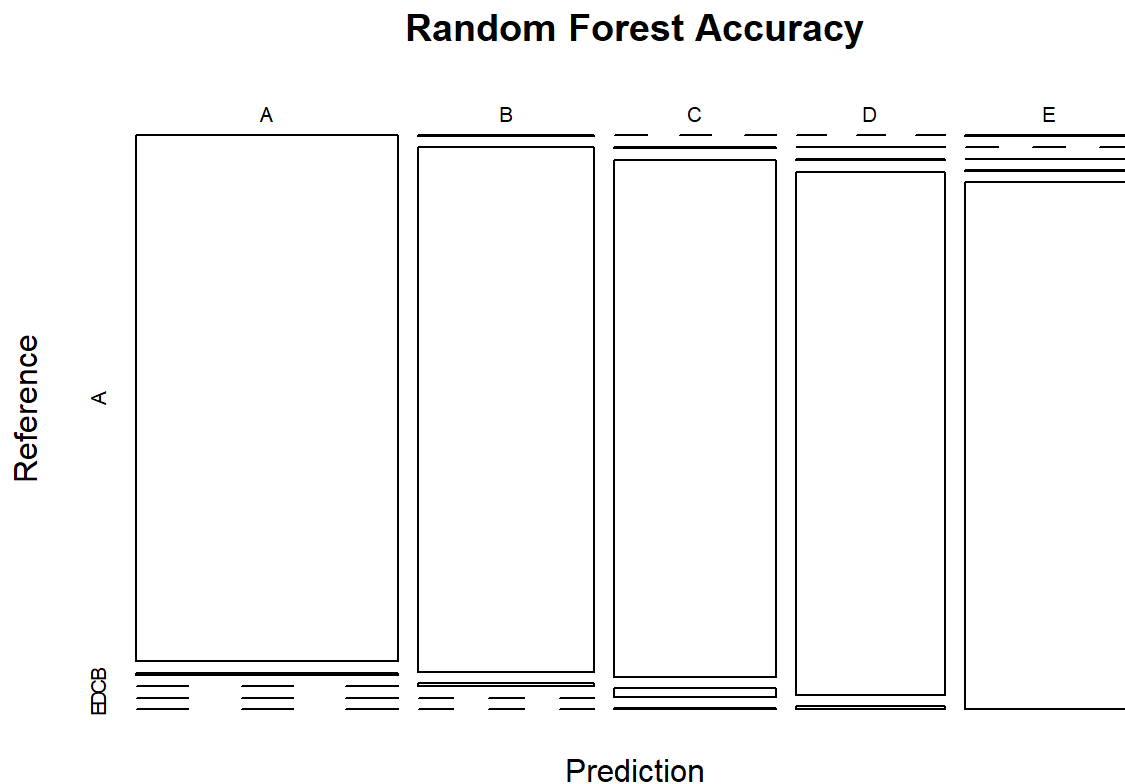 Random Forest Accuracy
A B C D E
Reference
A
EDCB
Prediction